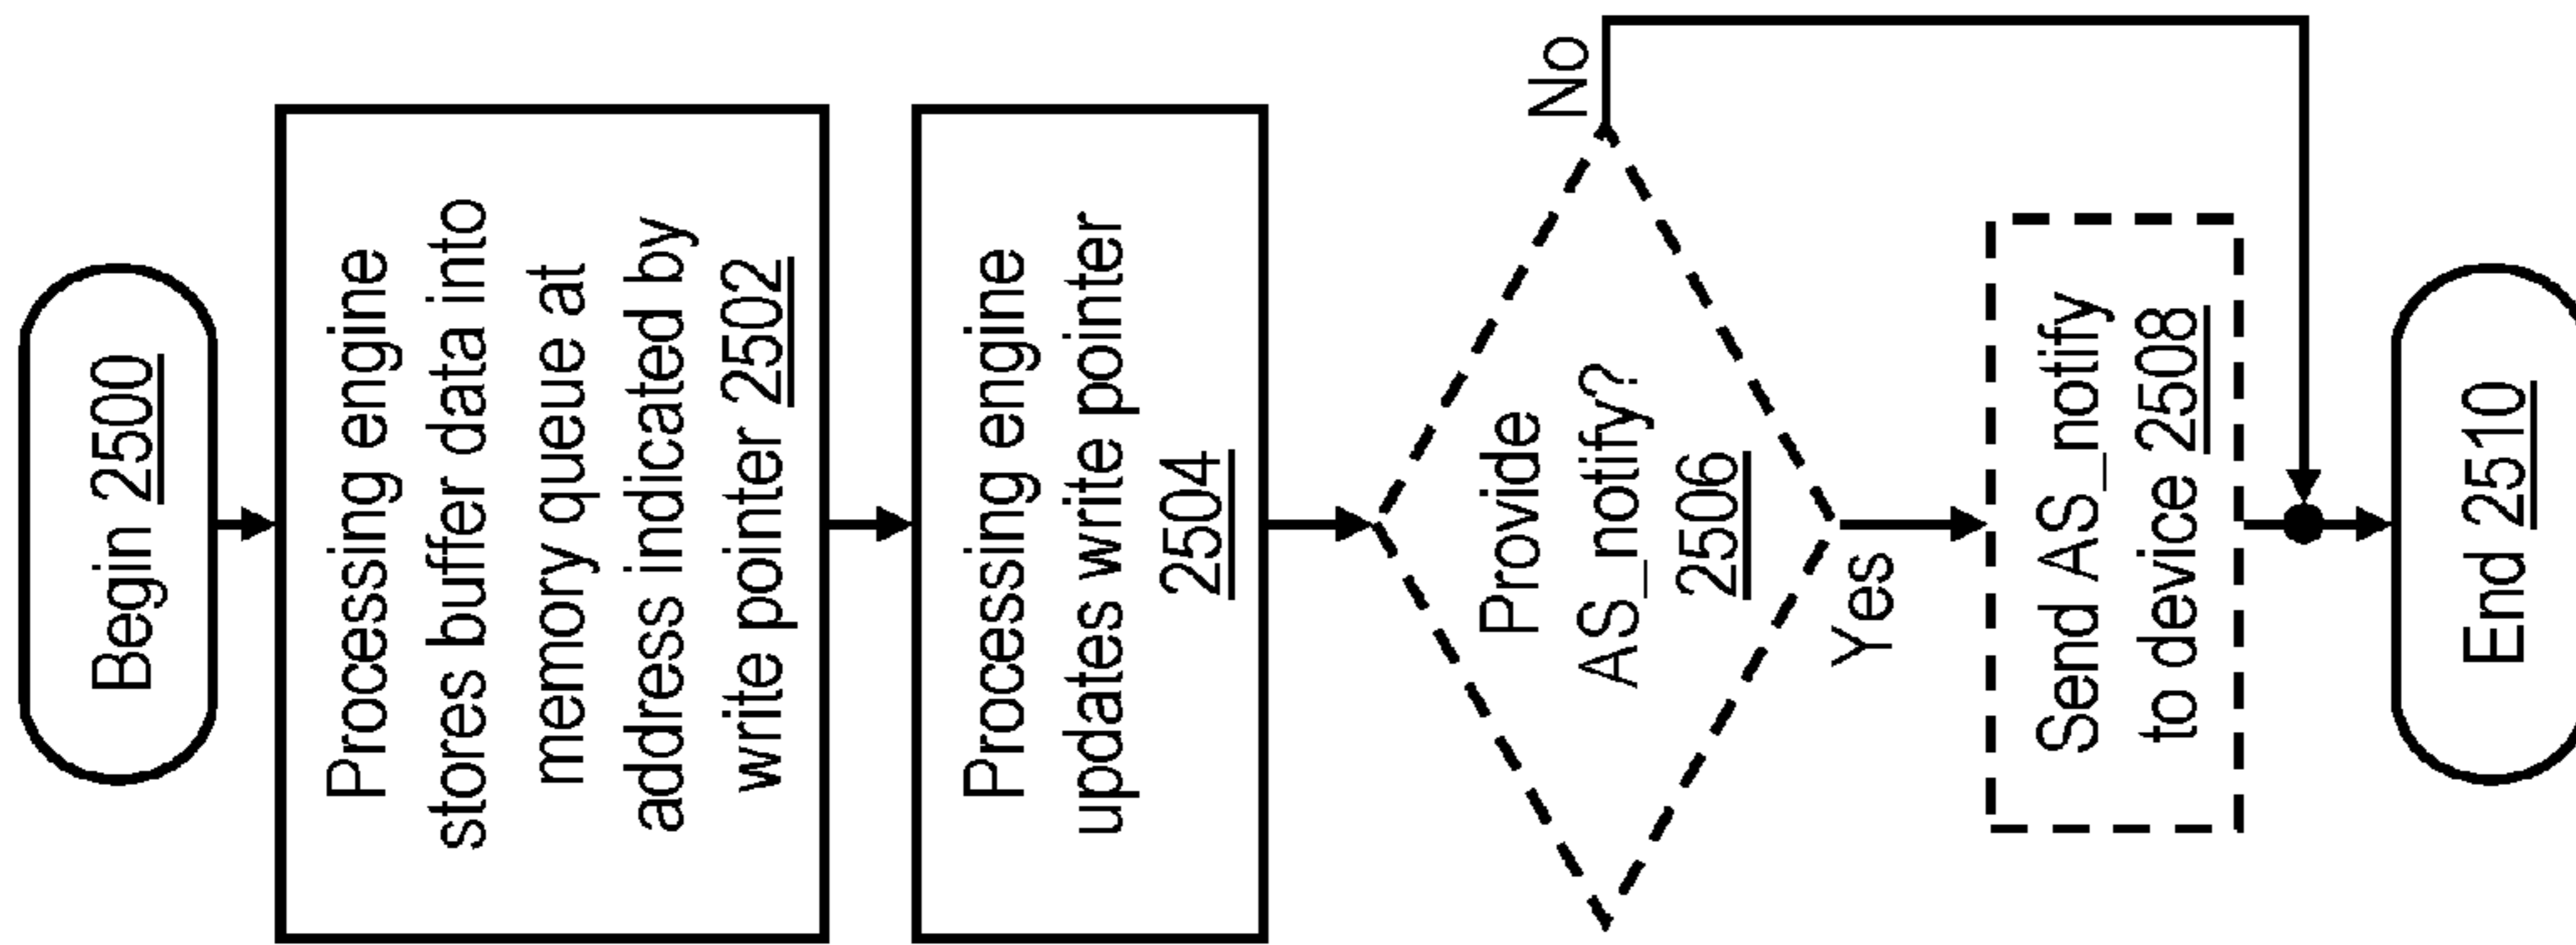 Begin 2500
Processing engine
stores buffer data into
memory queue at
address indicated by
write pointer 2502
Processing engine
updates write pointer
2504
Provide
AS_notify?
2506
No
Yes
Send AS_notify
to device 2508
End 2510